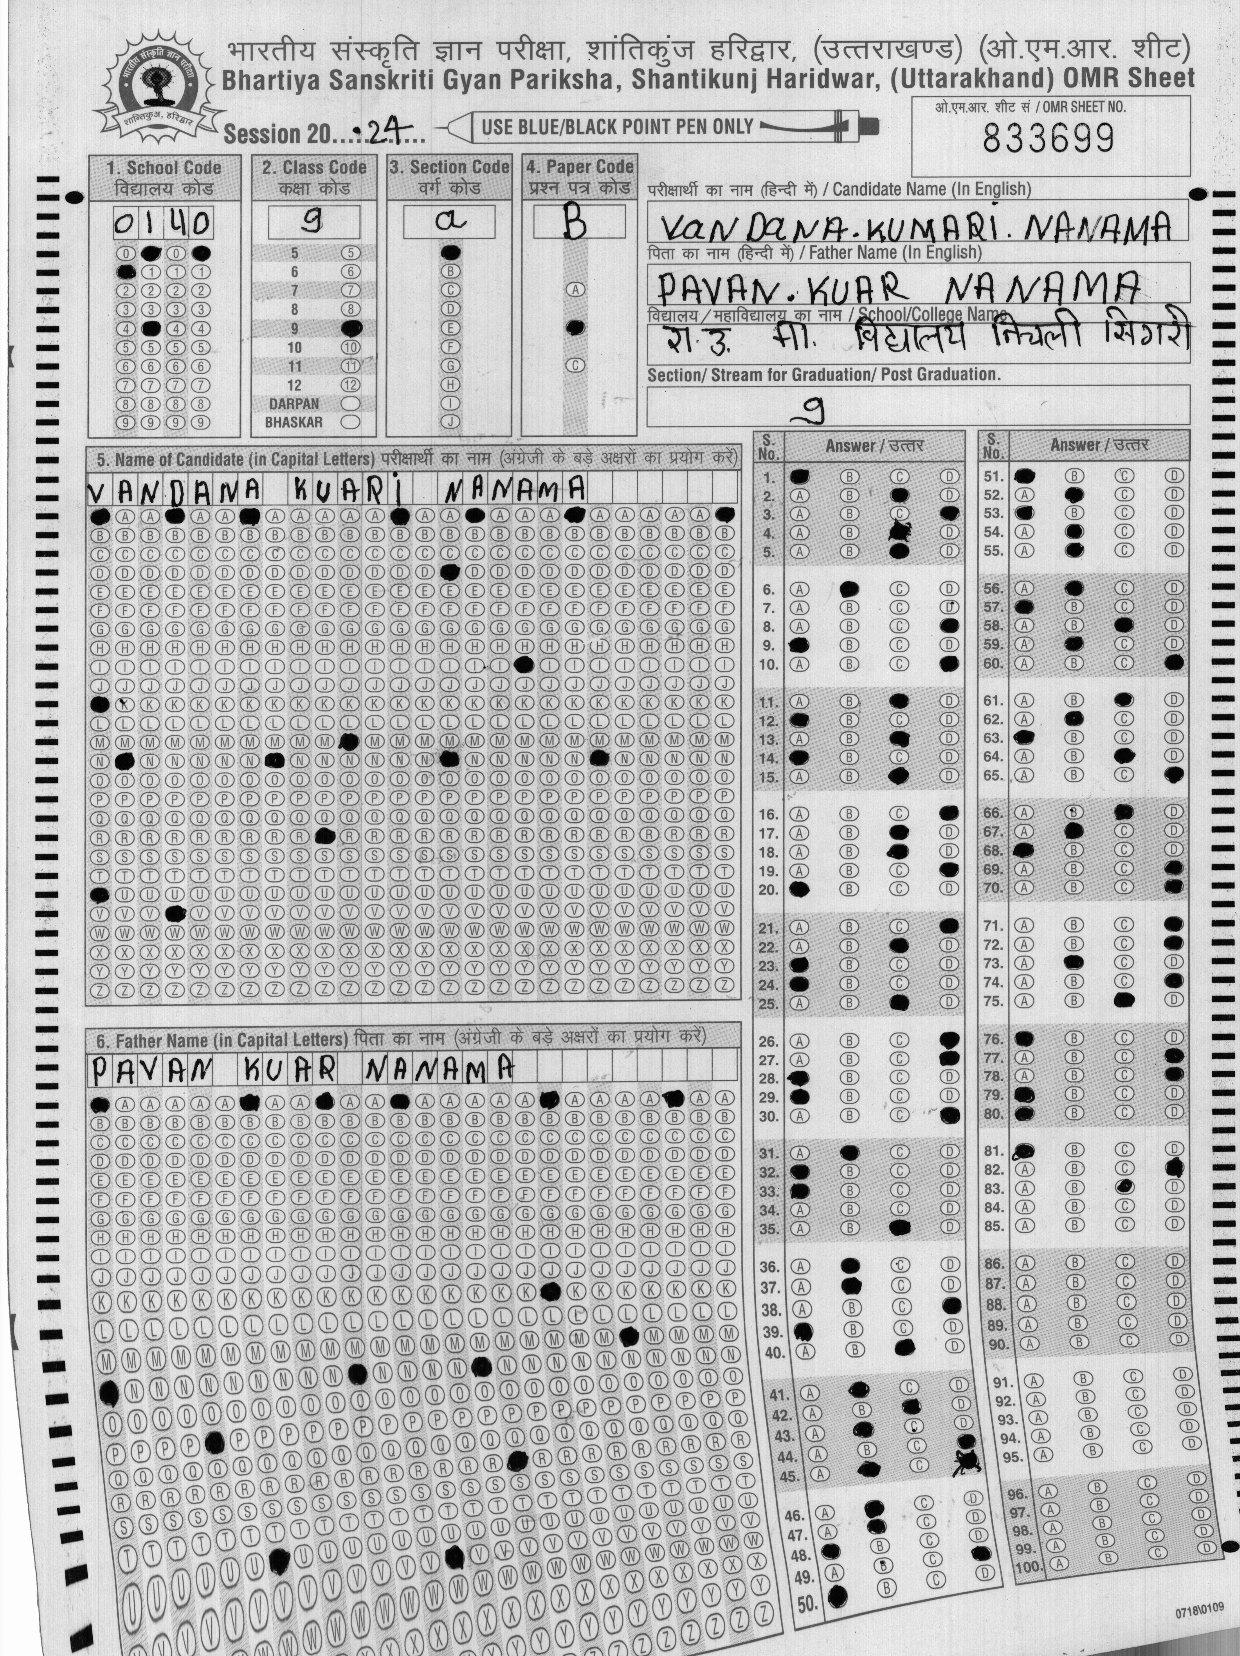 भारतीय संस्कृति ज्ञान परीक्षा, शांतिकुंज हरिद्वार, (उत्तराखण्ड) (ओ.एम.आर. शीट)
Bhartiya Sanskriti Gyan Pariksha, Shantikunj Haridwar, (Uttarakhand) OMR Sheet
Session 20....24....
USE BLUE/BLACK POINT PEN ONLY
ओ.एम.आर. शीट सं / OMR SHEET NO.
833699
1. School Code
विद्यालय कोड
0140
2. Class Code
कक्षा कोड
9
5
6
7
8
9
10
11
12
DARPAN
BHASKAR
3. Section Code
वर्ग कोड
a
4. Paper Code
प्रश्न पत्र कोड
B
परीक्षार्थी का नाम (हिन्दी में) / Candidate Name (In English)
VANDANA.KUMARI.NANAMA
पिता का नाम (हिन्दी में) / Father Name (In English)
PAVAN.KUAR NANAMA
विद्यालय/महाविद्यालय का नाम / School/College Name
रा.उ. मा. विद्यालय निचली सिगरी
Section/ Stream for Graduation/ Post Graduation.
9
5. Name of Candidate (in Capital Letters) परीक्षार्थी का नाम (अंग्रेजी के बड़े अक्षरों का प्रयोग करें)
VANDANA KUARI NANAMA
6. Father Name (in Capital Letters) पिता का नाम (अंग्रेजी के बड़े अक्षरों का प्रयोग करें)
PAVAN KUAR NANAMA
S. No. Answer / उत्तर
S. No. Answer / उत्तर
0718\0109